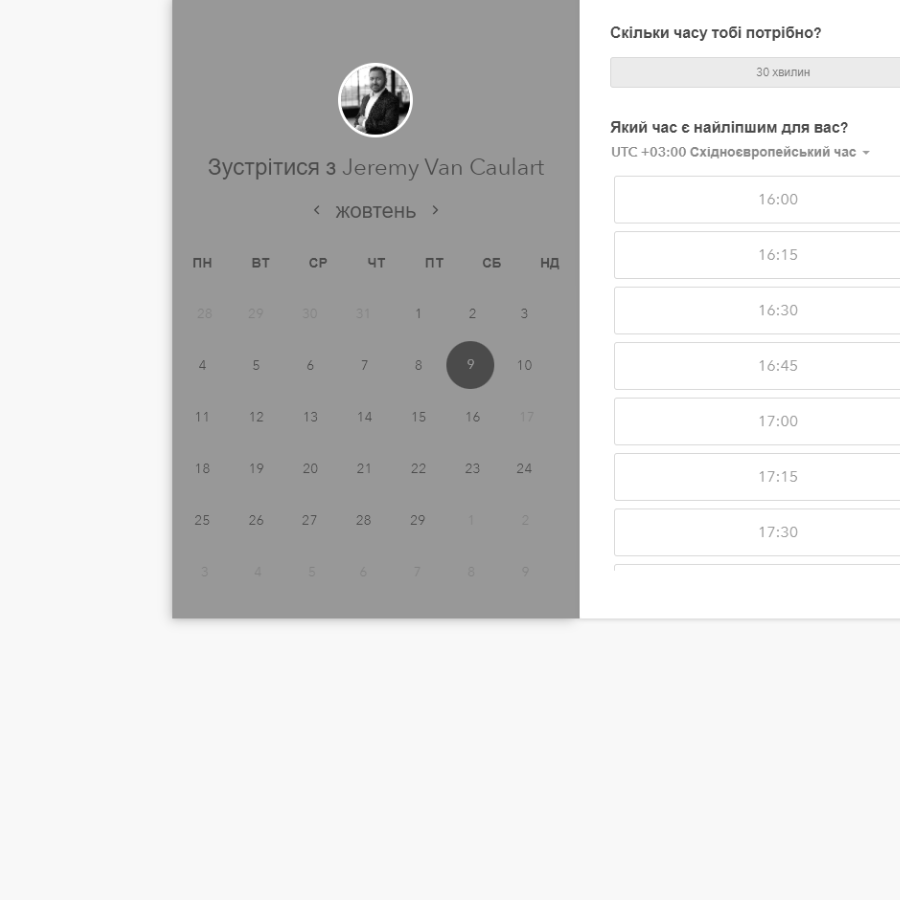 Зустрітися з Jeremy Van Caulart
жовтень
ПН ВТ СР ЧТ ПТ СБ НД
28 29 30 31 1 2 3
4 5 6 7 8 9 10
11 12 13 14 15 16 17
18 19 20 21 22 23 24
25 26 27 28 29 1 2
3 4 5 6 7 8 9
Скільки часу тобі потрібно?
30 хвилин
Який час є найліпшим для вас?
UTC +03:00 Східноєвропейський час
16:00
16:15
16:30
16:45
17:00
17:15
17:30